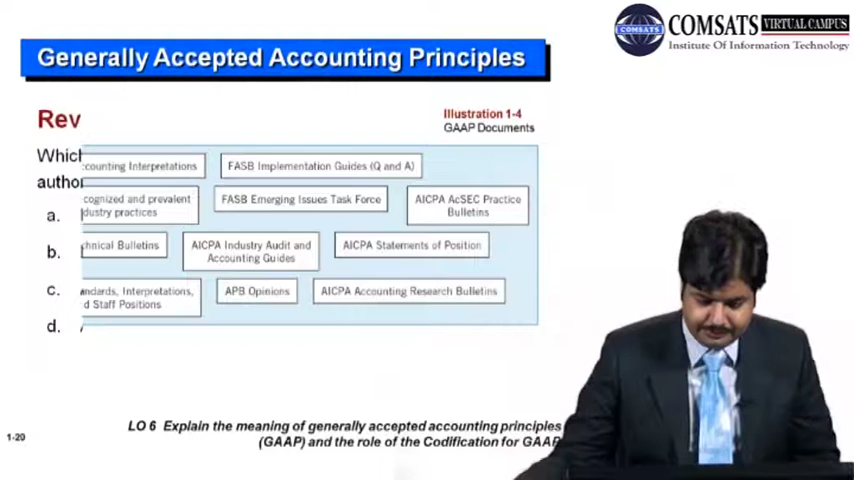 COMSATS VIRTUAL CAMPUS
Institute Of Information Technology
COMSATS
Generally Accepted Accounting Principles
Rev
Illustration 1-4
GAAP Documents
Which
author
ccounting Interpretations
FASB Implementation Guides (Q and A)
cognized and prevalent
dustry practices
FASB Emerging Issues Task Force
AICPA AcSEC Practice
Bulletins
a.
chnical Bulletins
AICPA Industry Audit and
Accounting Guides
AICPA Statements of Position
b.
andards, Interpretations,
d Staff Positions
APB Opinions
AICPA Accounting Research Bulletins
c.
d.
LO 6 Explain the meaning of generally accepted accounting principles
(GAAP) and the role of the Codification for GAAP
1-20